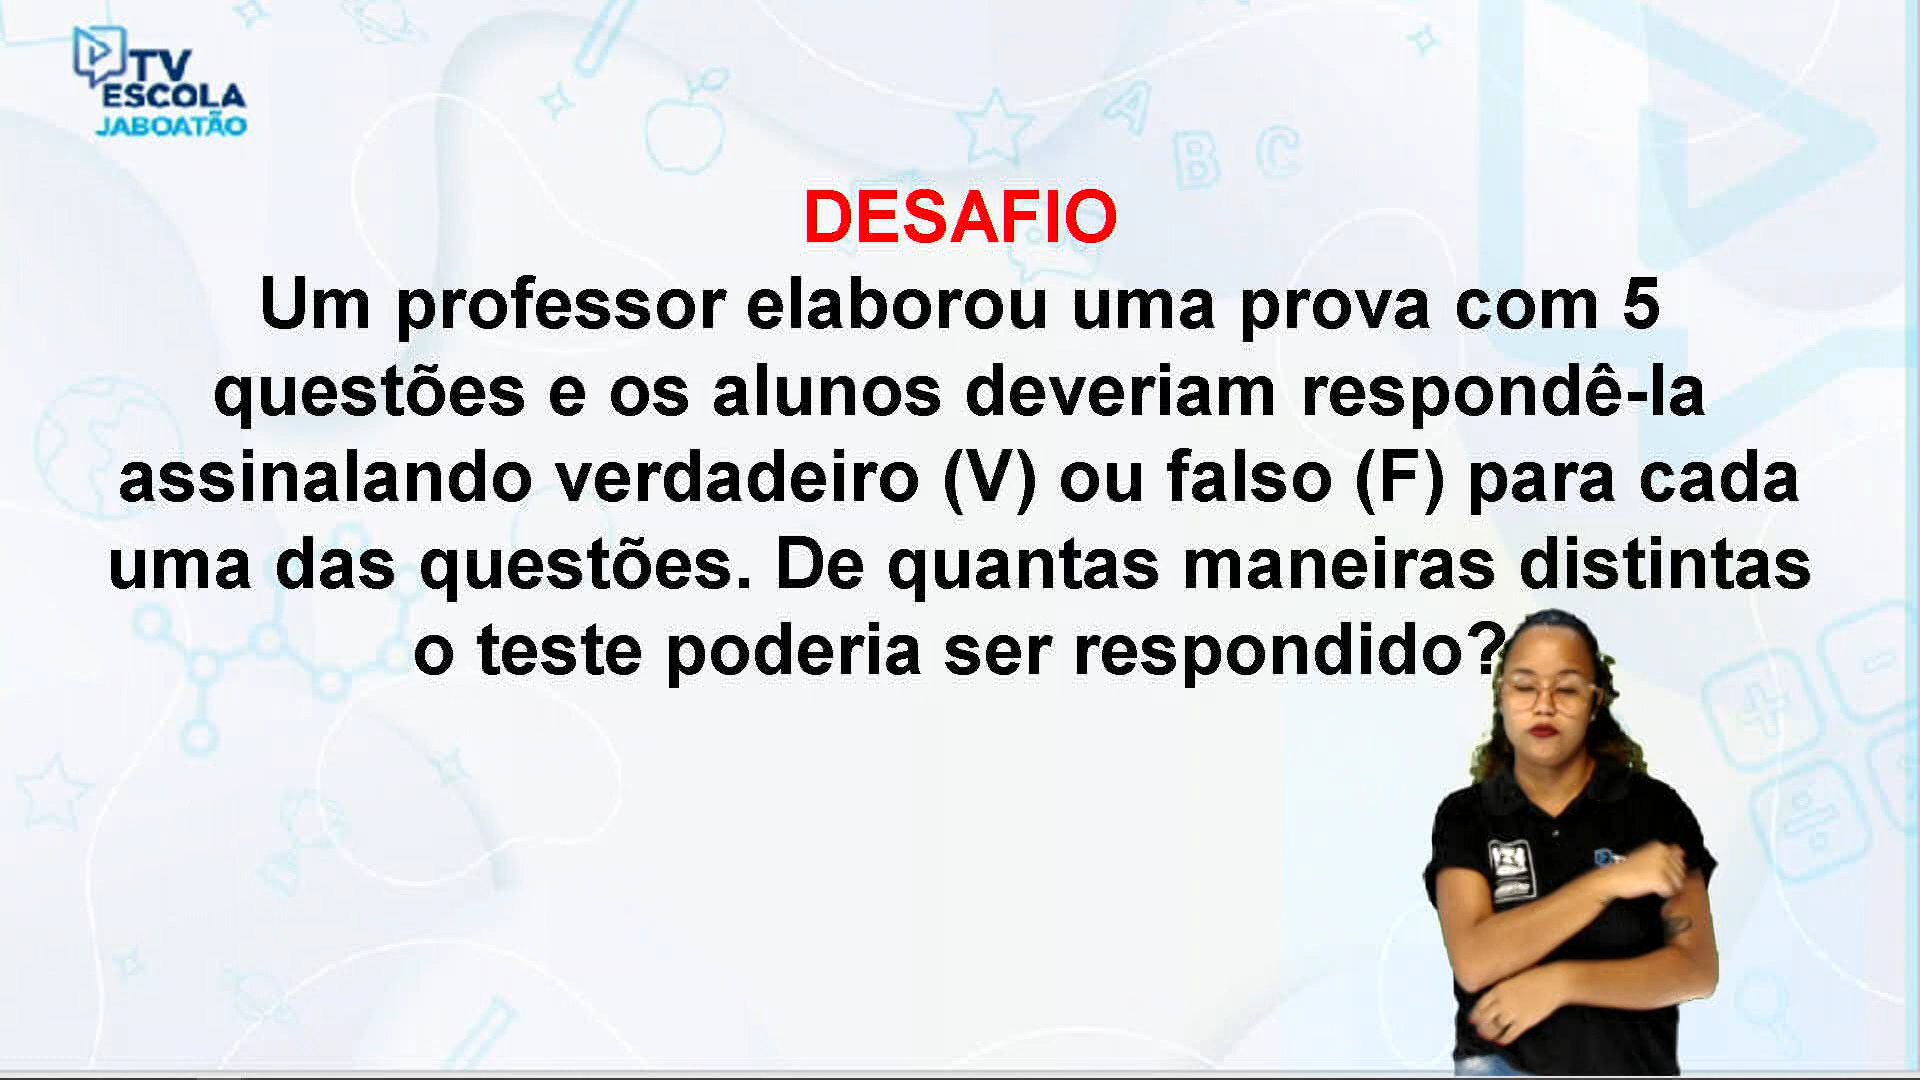 TV
ESCOLA
JABOATÃO
A B C
DESAFIO
Um professor elaborou uma prova com 5
questões e os alunos deveriam respondê-la
assinalando verdadeiro (V) ou falso (F) para cada
uma das questões. De quantas maneiras distintas
o teste poderia ser respondido?